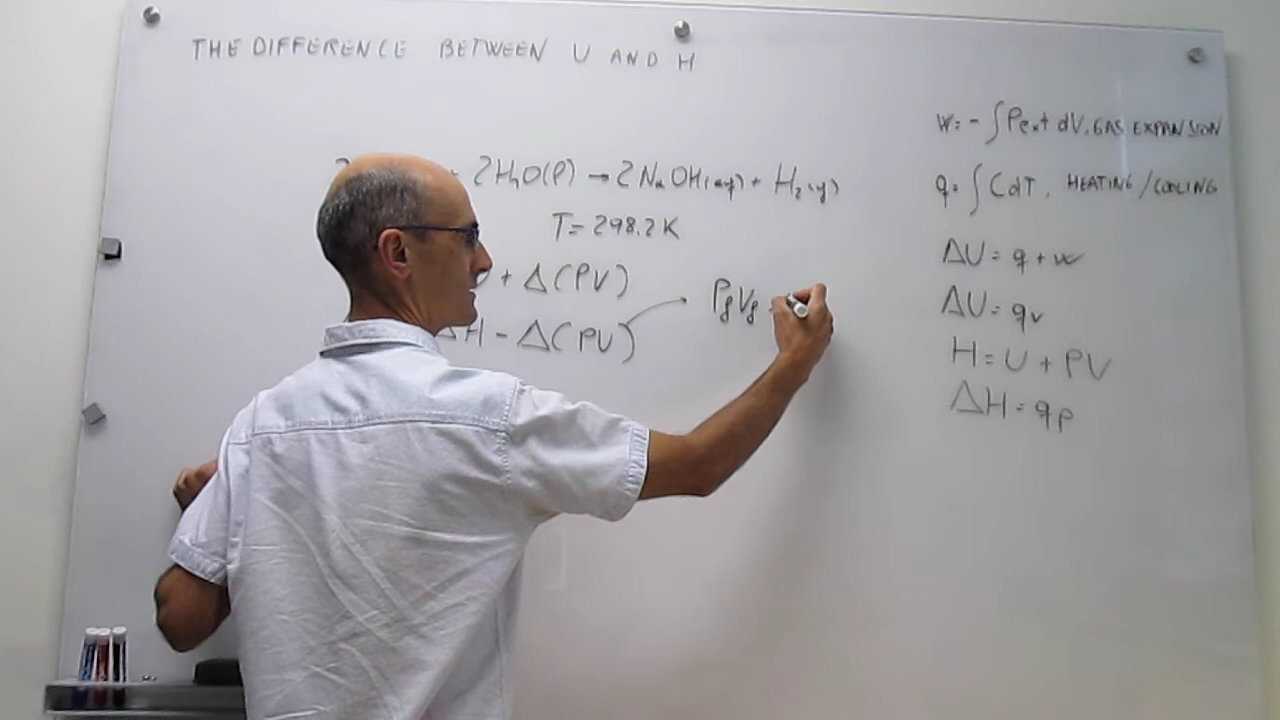 THE DIFFERENCE BETWEEN U AND H
2H₂O(l) → 2NaOH(aq) + H₂(g)
T = 298.2 K
+ Δ(PV)
ΔH - Δ(PV)
PgVg
w = - ∫Pext dV. GAS EXPANSION
q = ∫CdT. HEATING/COOLING
ΔU = q + w
ΔU = qv
H = U + PV
ΔH = qp